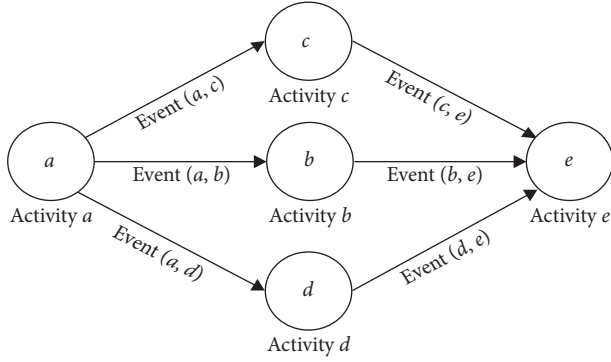 c
Activity c
Event (a, c)
Event (c, e)
a
Activity a
Event (a, b)
b
Activity b
Event (b, e)
e
Activity e
Event (a, d)
Event (d, e)
d
Activity d